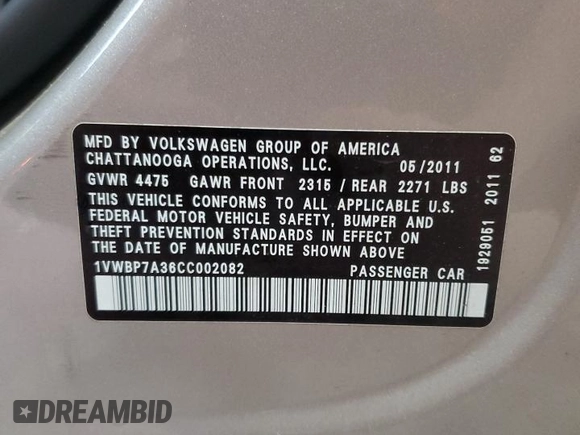 MFD BY VOLKSWAGEN GROUP OF AMERICA
CHATTANOOGA OPERATIONS, LLC. 05/2011
GVWR 4475 GAWR FRONT 2315 / REAR 2271 LBS
THIS VEHICLE CONFORMS TO ALL APPLICABLE U.S.
FEDERAL MOTOR VEHICLE SAFETY, BUMPER AND
THEFT PREVENTION STANDARDS IN EFFECT ON
THE DATE OF MANUFACTURE SHOWN ABOVE
1VWBP7A36CC002082 PASSENGER CAR
1929051 2011 62
DREAMBID